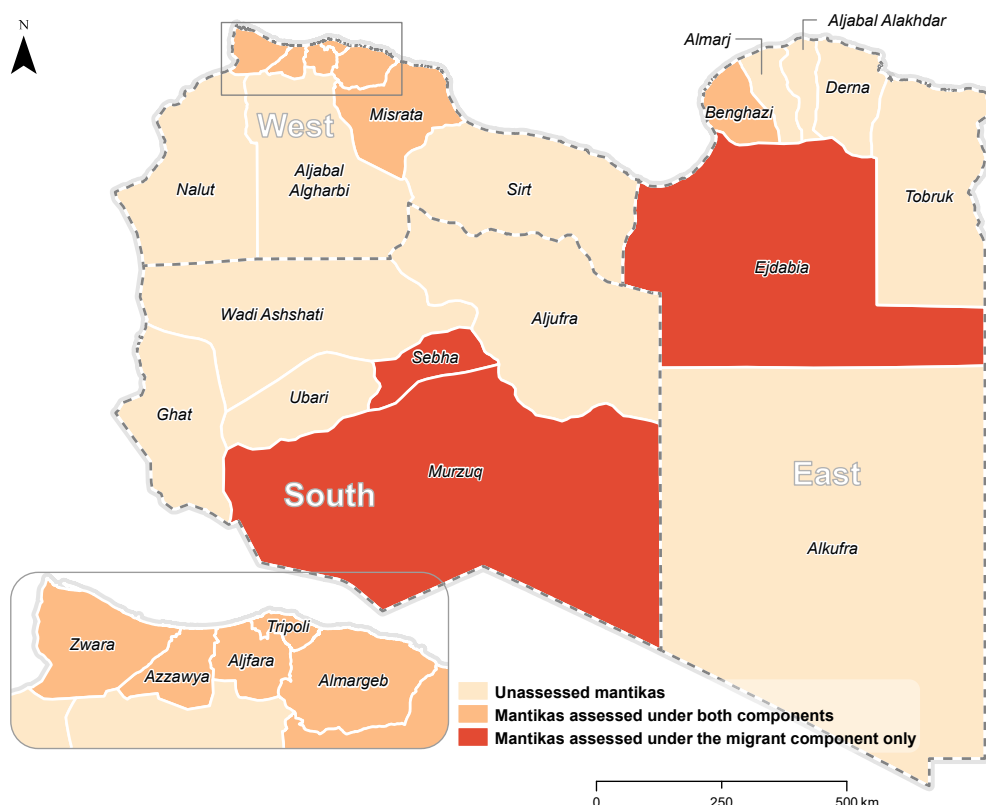 N
Aljabal Alakhdar
Almarj
Derna
Benghazi
Misrata
West
Nalut
Aljabal
Algharbi
Sirt
Tobruk
Ejdabia
Wadi Ashshati
Aljufra
Sebha
Ubari
Ghat
Murzuq
South
East
Alkufra
Zwara
Tripoli
Azzawya
Aljfara
Almargeb
Unassessed mantikas
Mantikas assessed under both components
Mantikas assessed under the migrant component only
0 250 500 km